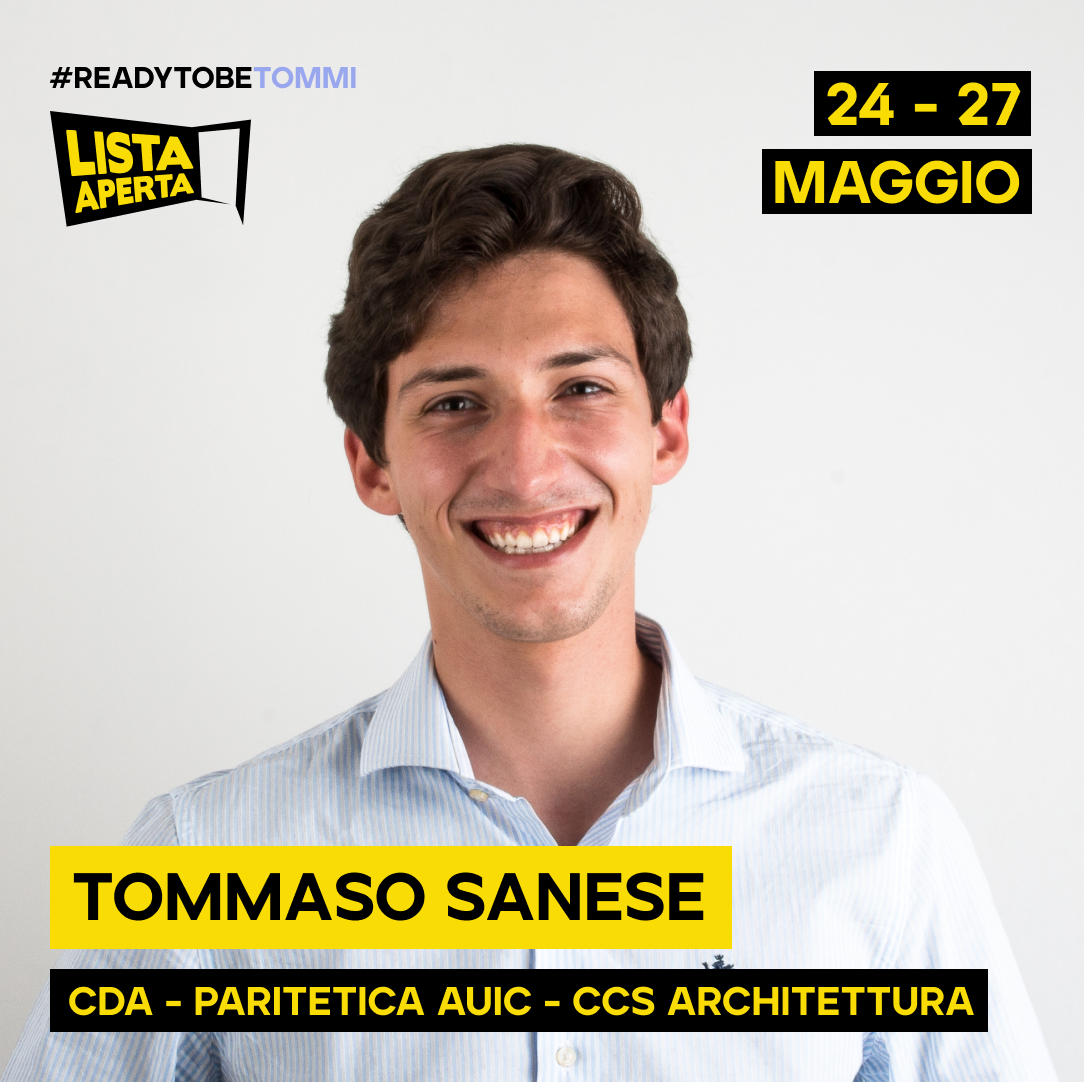 #READYTOBETOMMI
LISTA
APERTA
24 - 27
MAGGIO
TOMMASO SANESE
CDA - PARITETICA AUIC - CCS ARCHITETTURA